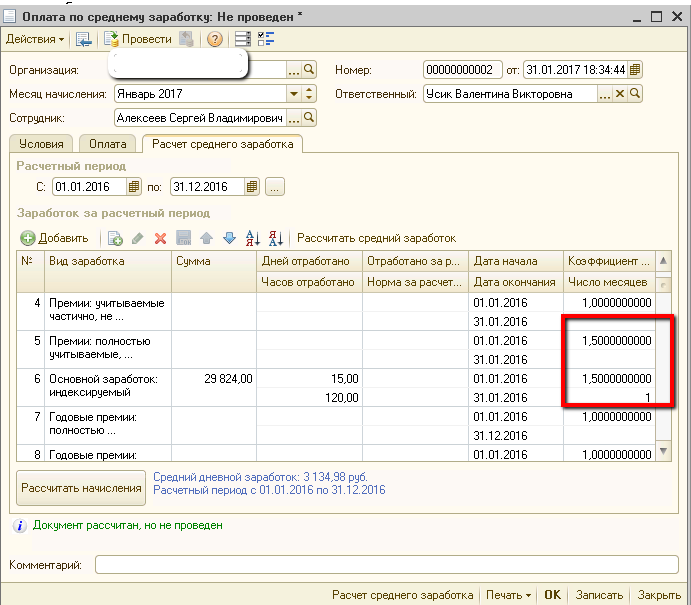 Оплата по среднему заработку: Не проведен *
Действия Провести
Организация: Номер: 00000000002 от: 31.01.2017 18:34:44
Месяц начисления: Январь 2017 Ответственный: Усик Валентина Викторовна
Сотрудник: Алексеев Сергей Владимирович
Условия Оплата Расчет среднего заработка
Расчетный период
С: 01.01.2016 по: 31.12.2016 ...
Заработок за расчетный период
Добавить Рассчитать средний заработок
№ Вид заработка Сумма Дней отработано Отработано за р... Дата начала Коэффициент ...
Часов отработано Норма за расчет... Дата окончания Число месяцев
4 Премии: учитываемые 01.01.2016 1,0000000000
частично, не ... 31.01.2016
5 Премии: полностью 01.01.2016 1,5000000000
учитываемые, ... 31.01.2016
6 Основной заработок: 29 824,00 15,00 01.01.2016 1,5000000000
индексируемый 120,00 31.01.2016 1
7 Годовые премии: 01.01.2016 1,0000000000
полностью ... 31.12.2016
8 Годовые премии: 01.01.2016 1,0000000000
Рассчитать начисления Средний дневной заработок: 3 134,98 руб.
Расчетный период с 01.01.2016 по 31.12.2016
Документ рассчитан, но не проведен
Комментарий:
Расчет среднего заработка Печать OK Записать Закрыть